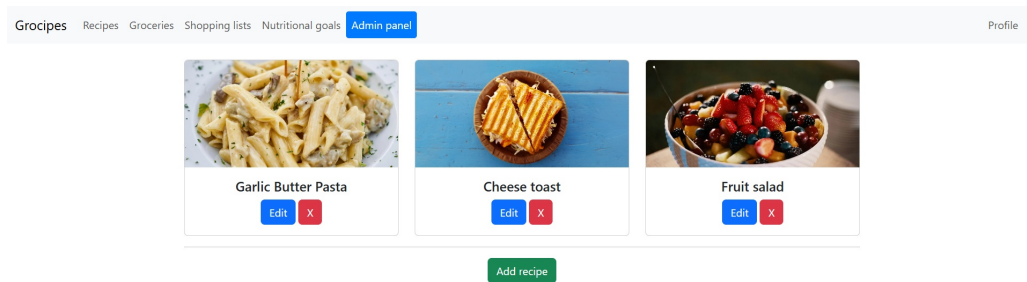 Grocipes Recipes Groceries Shopping lists Nutritional goals Admin panel Profile
Garlic Butter Pasta Cheese toast Fruit salad
Edit X Edit X Edit X
Add recipe